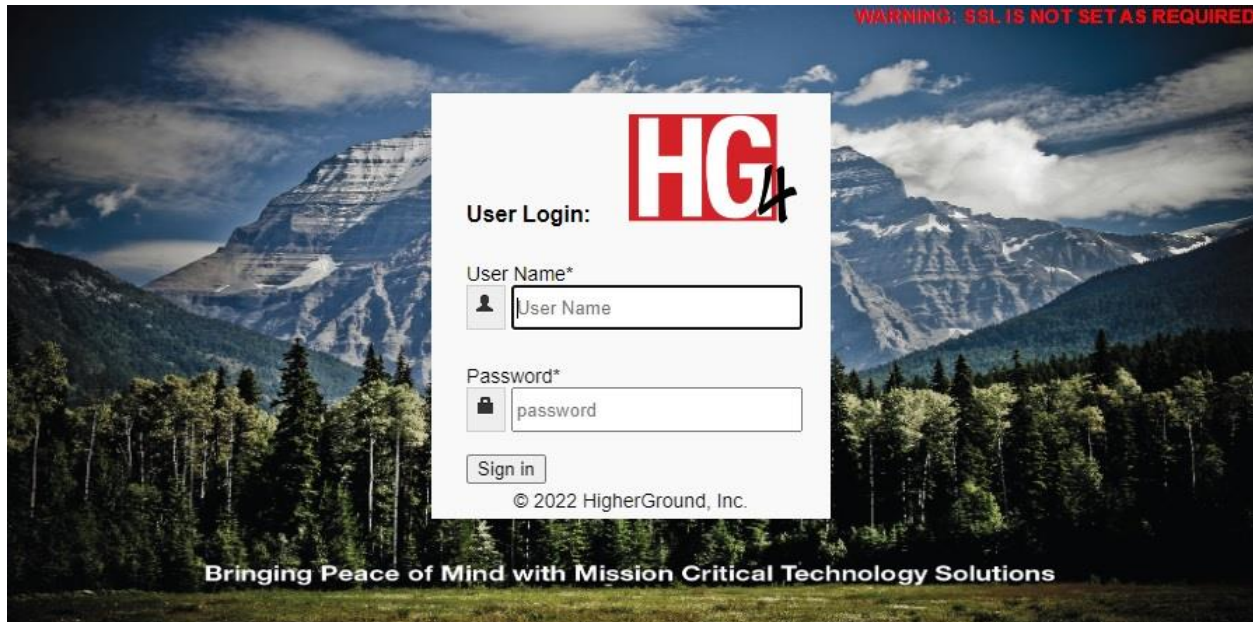 WARNING: SSL IS NOT SET AS REQUIRED
HG4
User Login:
User Name*
User Name
Password*
password
Sign in
© 2022 HigherGround, Inc.
Bringing Peace of Mind with Mission Critical Technology Solutions